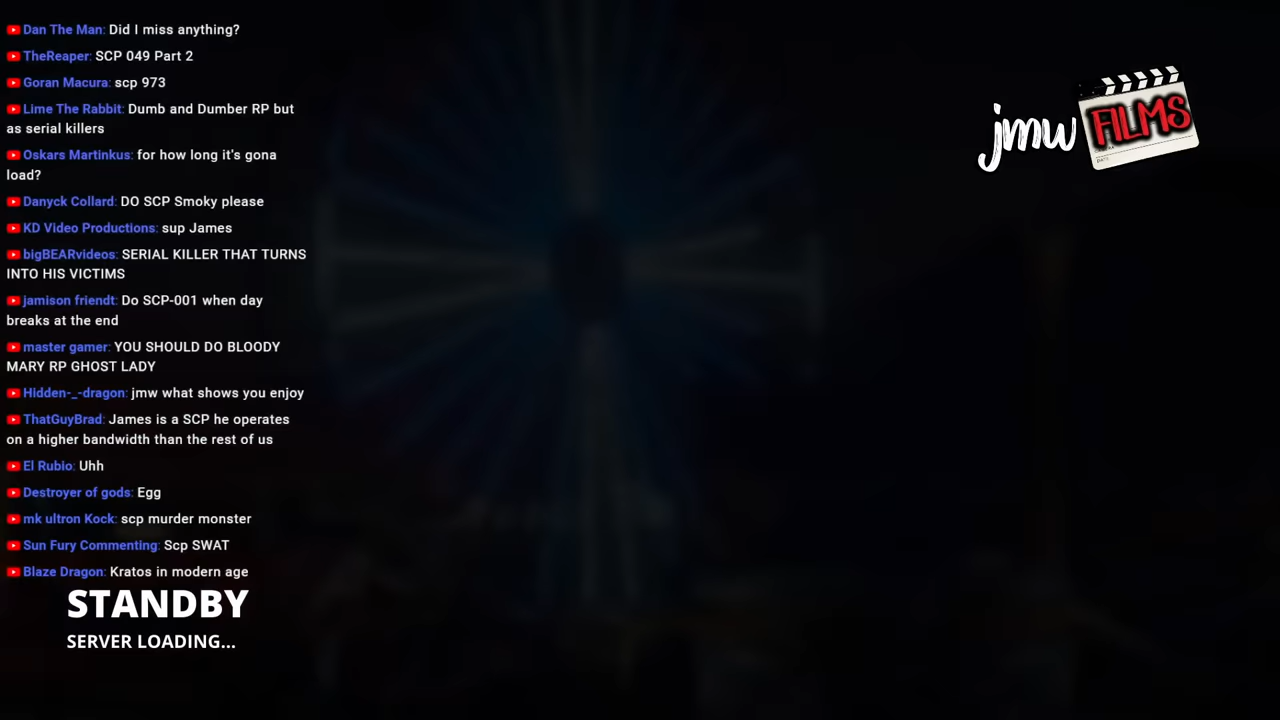 Dan The Man: Did I miss anything?
TheReaper: SCP 049 Part 2
Goran Macura: scp 973
Lime The Rabbit: Dumb and Dumber RP but
as serial killers
Oskars Martinkus: for how long it's gona
load?
Danyck Collard: DO SCP Smoky please
KD Video Productions: sup James
bigBEARvideos: SERIAL KILLER THAT TURNS
INTO HIS VICTIMS
jamison friendt: Do SCP-001 when day
breaks at the end
master gamer: YOU SHOULD DO BLOODY
MARY RP GHOST LADY
Hidden-_-dragon: jmw what shows you enjoy
ThatGuyBrad: James is a SCP he operates
on a higher bandwidth than the rest of us
El Rubio: Uhh
Destroyer of gods: Egg
mk ultron Kock: scp murder monster
Sun Fury Commenting: Scp SWAT
Blaze Dragon: Kratos in modern age
STANDBY
SERVER LOADING...
jmw FILMS